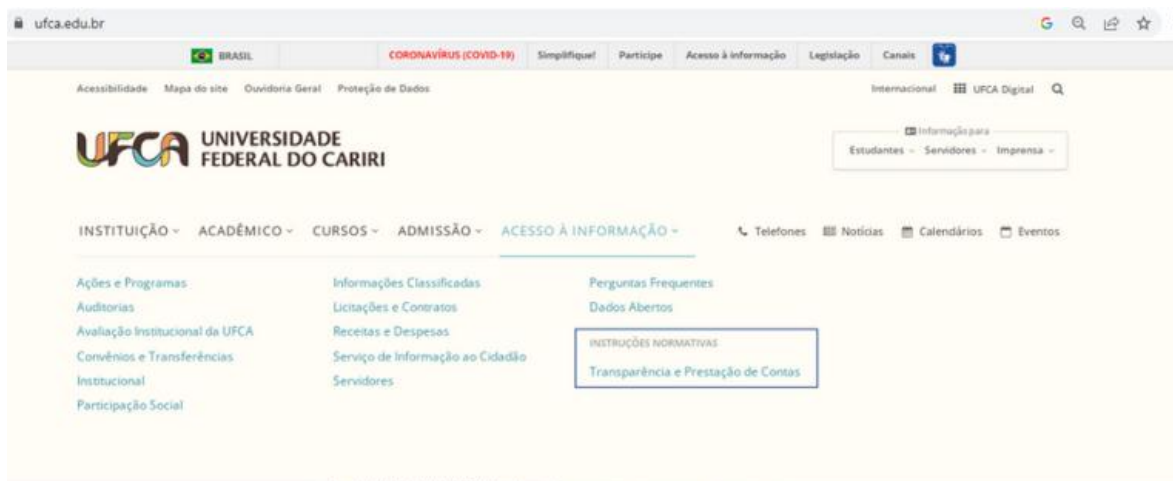 ufca.edu.br
BRASIL CORONAVÍRUS (COVID-19) Simplifique! Participe Acesso à informação Legislação Canais
Acessibilidade Mapa do site Ouvidoria Geral Proteção de Dados Internacional UFCA Digital
UFCA UNIVERSIDADE
FEDERAL DO CARIRI
Informação para
Estudantes Servidores Imprensa
INSTITUIÇÃO ACADÊMICO CURSOS ADMISSÃO ACESSO À INFORMAÇÃO Telefones Notícias Calendários Eventos
Ações e Programas Informações Classificadas Perguntas Frequentes
Auditorias Licitações e Contratos Dados Abertos
Avaliação Institucional da UFCA Receitas e Despesas
INSTRUÇÕES NORMATIVAS
Convênios e Transferências Serviço de Informação ao Cidadão
Transparência e Prestação de Contas
Institucional Servidores
Participação Social